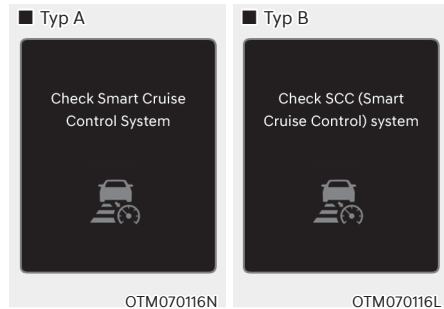 ■ Typ A
Check Smart Cruise
Control System
OTM070116N
■ Typ B
Check SCC (Smart
Cruise Control) system
OTM070116L